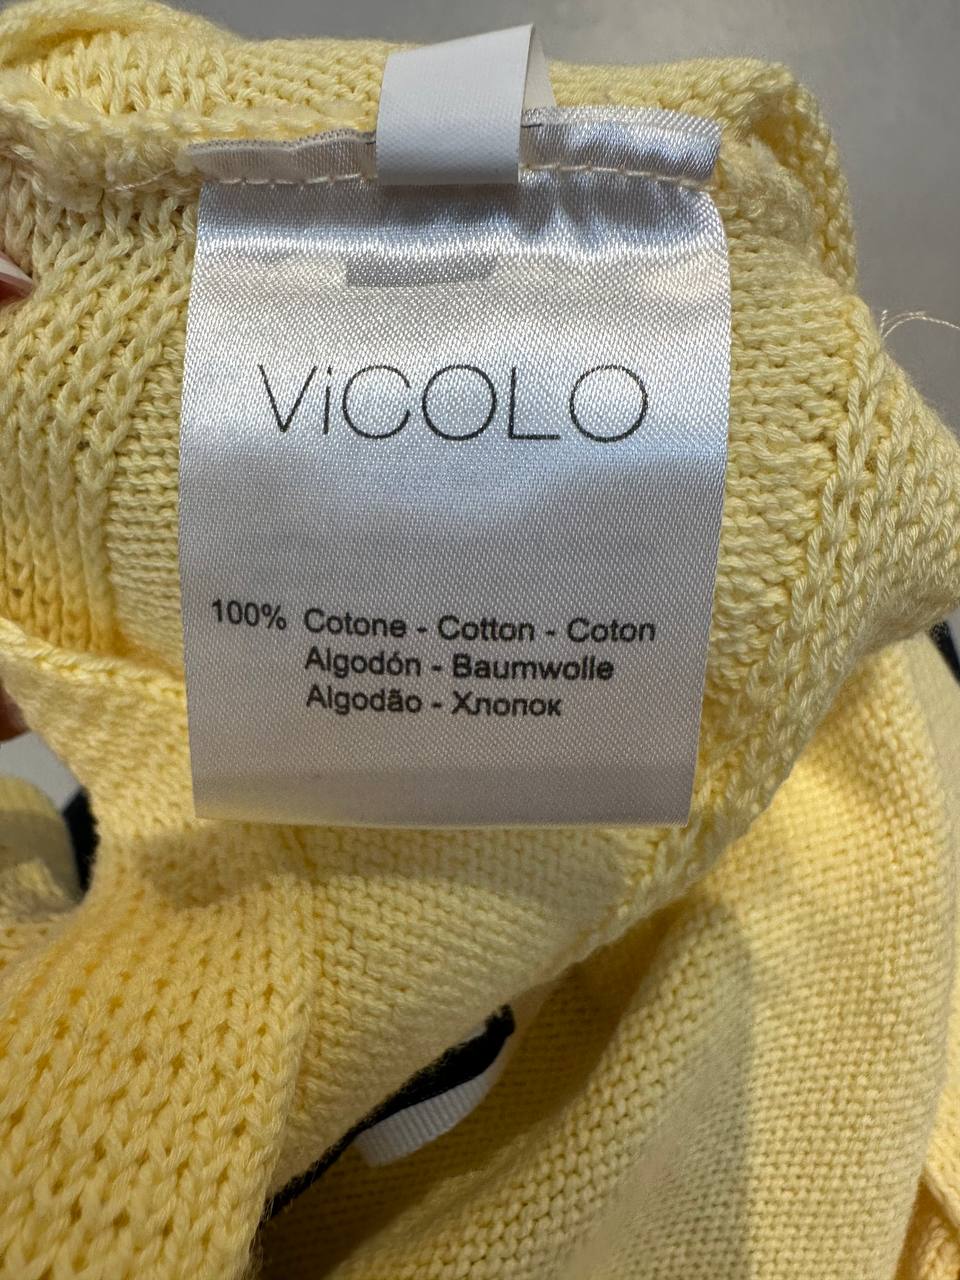 ViCOLO
100% Cotone - Cotton - Coton
Algodón - Baumwolle
Algodão - Хлопок